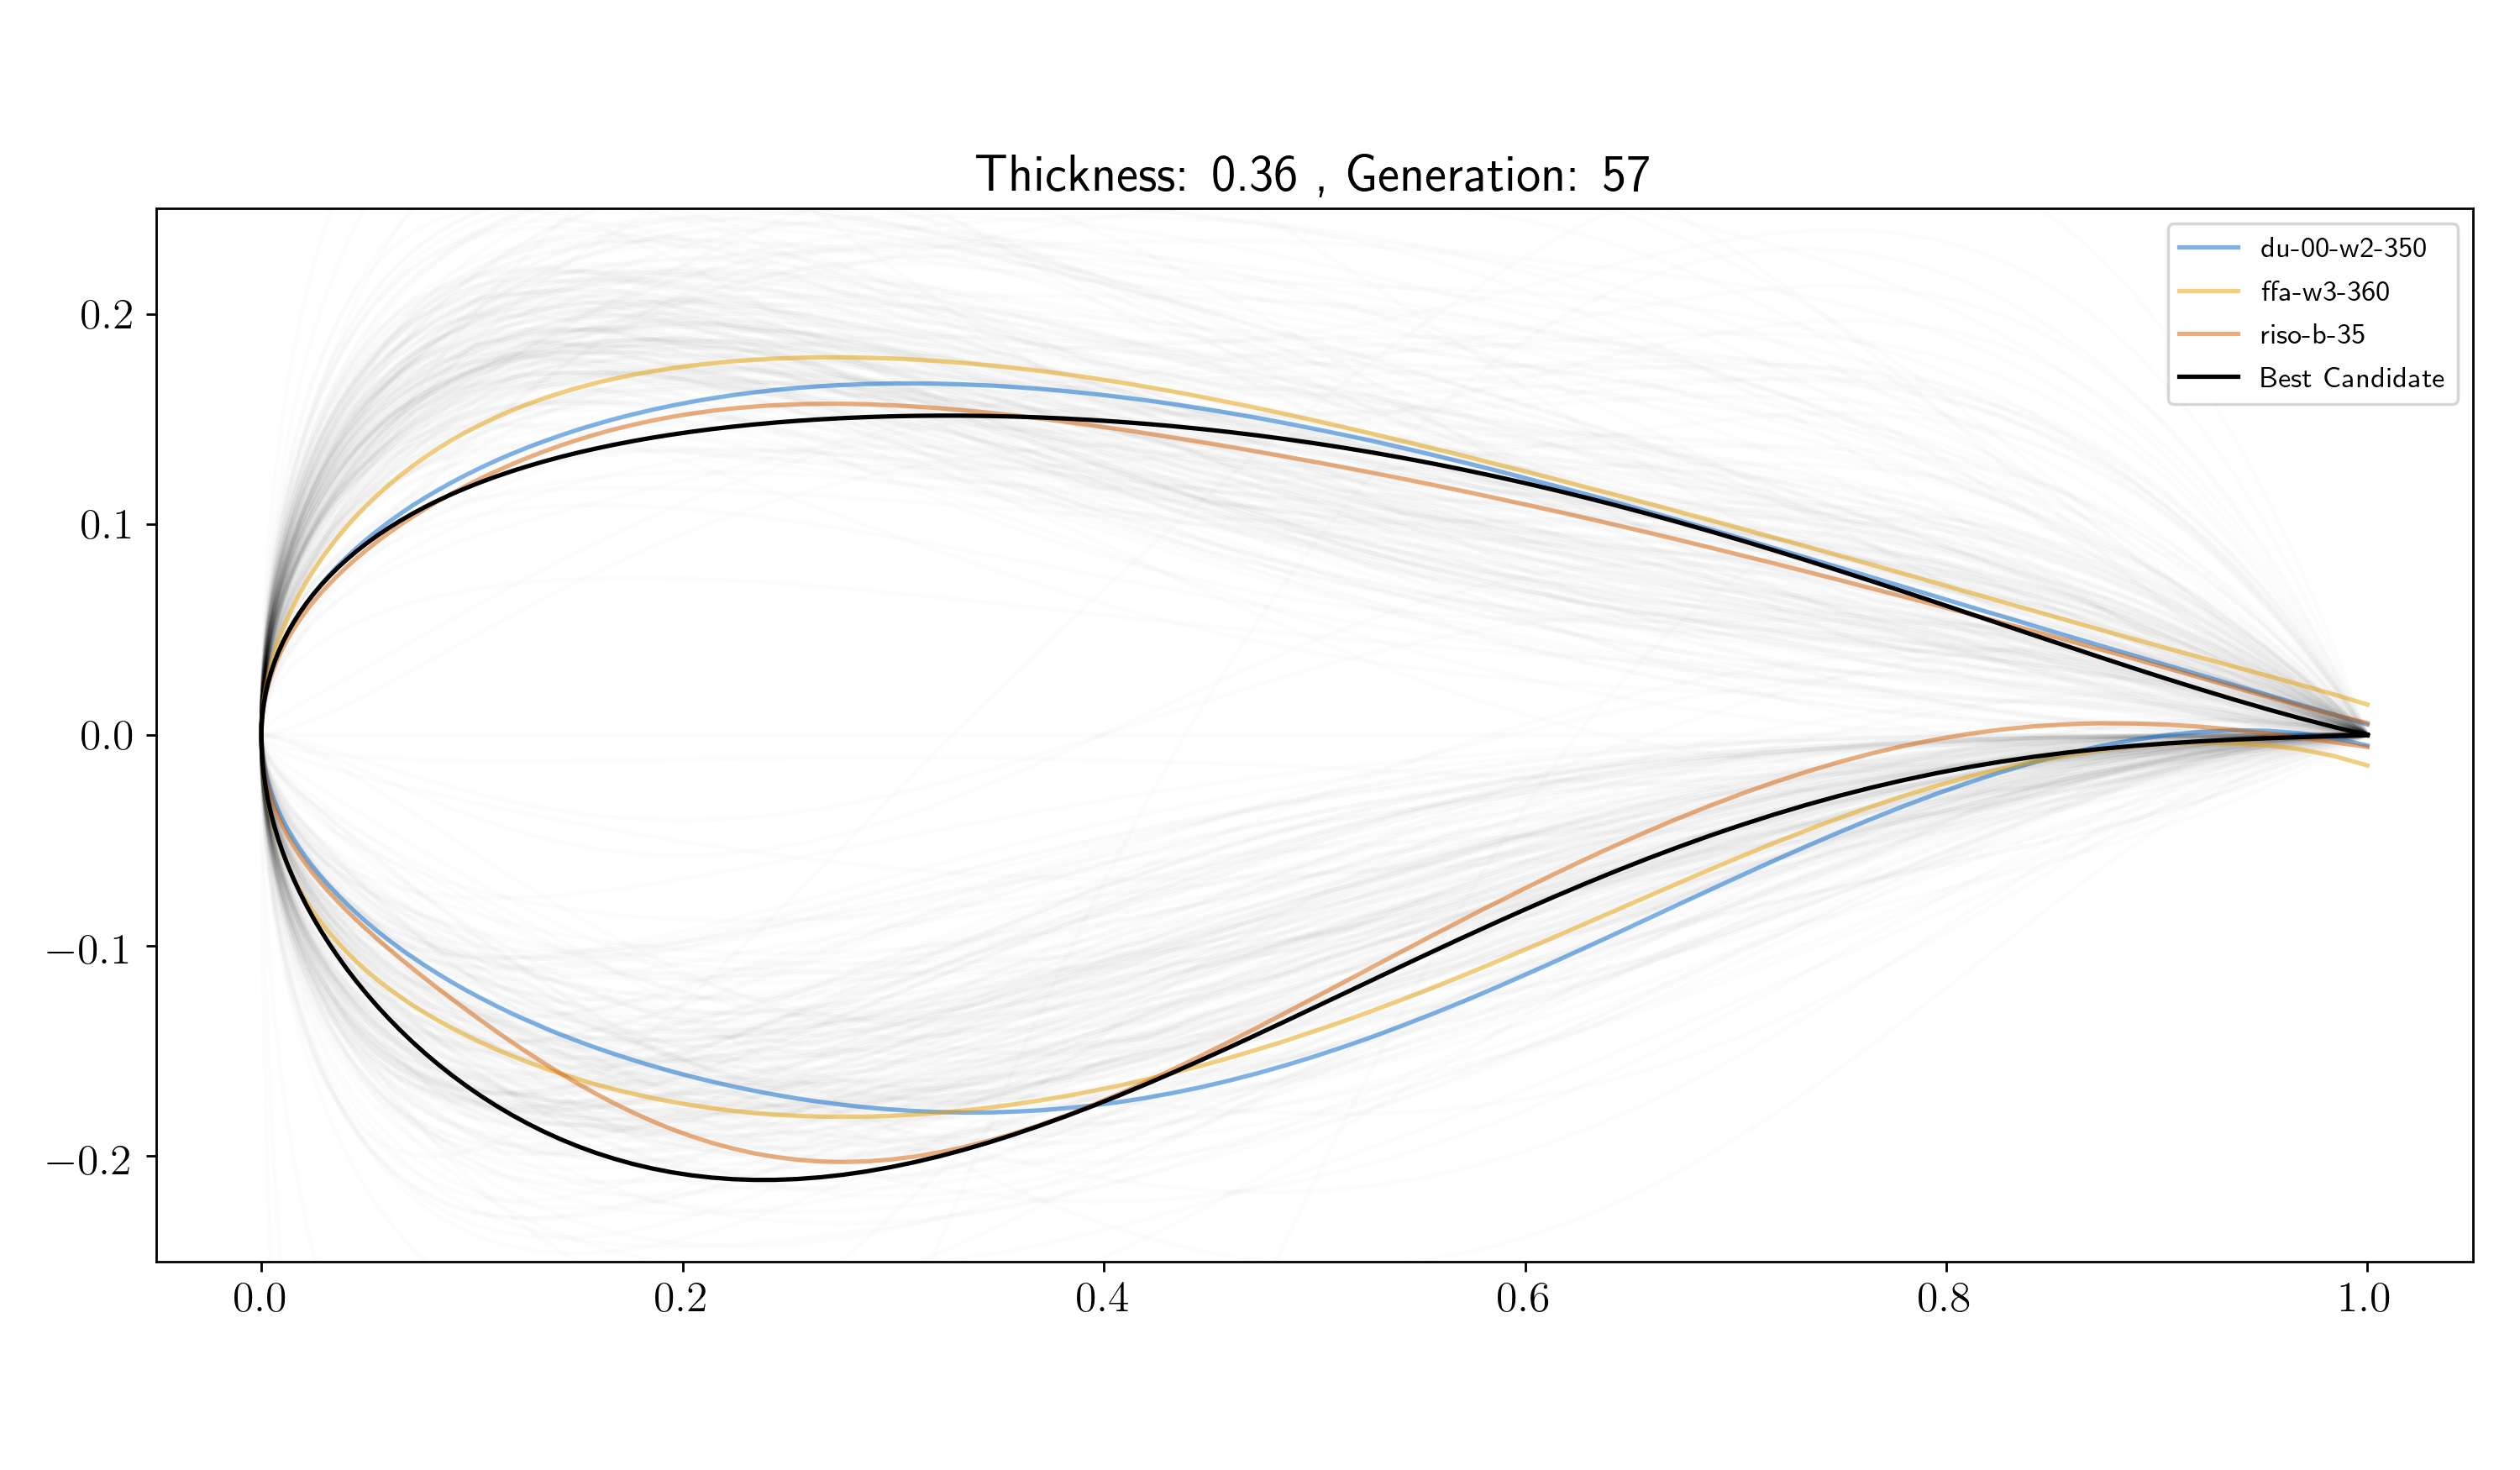 Thickness: 0.36 , Generation: 57
du-00-w2-350
ffa-w3-360
riso-b-35
Best Candidate
0.2
0.1
0.0
−0.1
−0.2
0.0 0.2 0.4 0.6 0.8 1.0